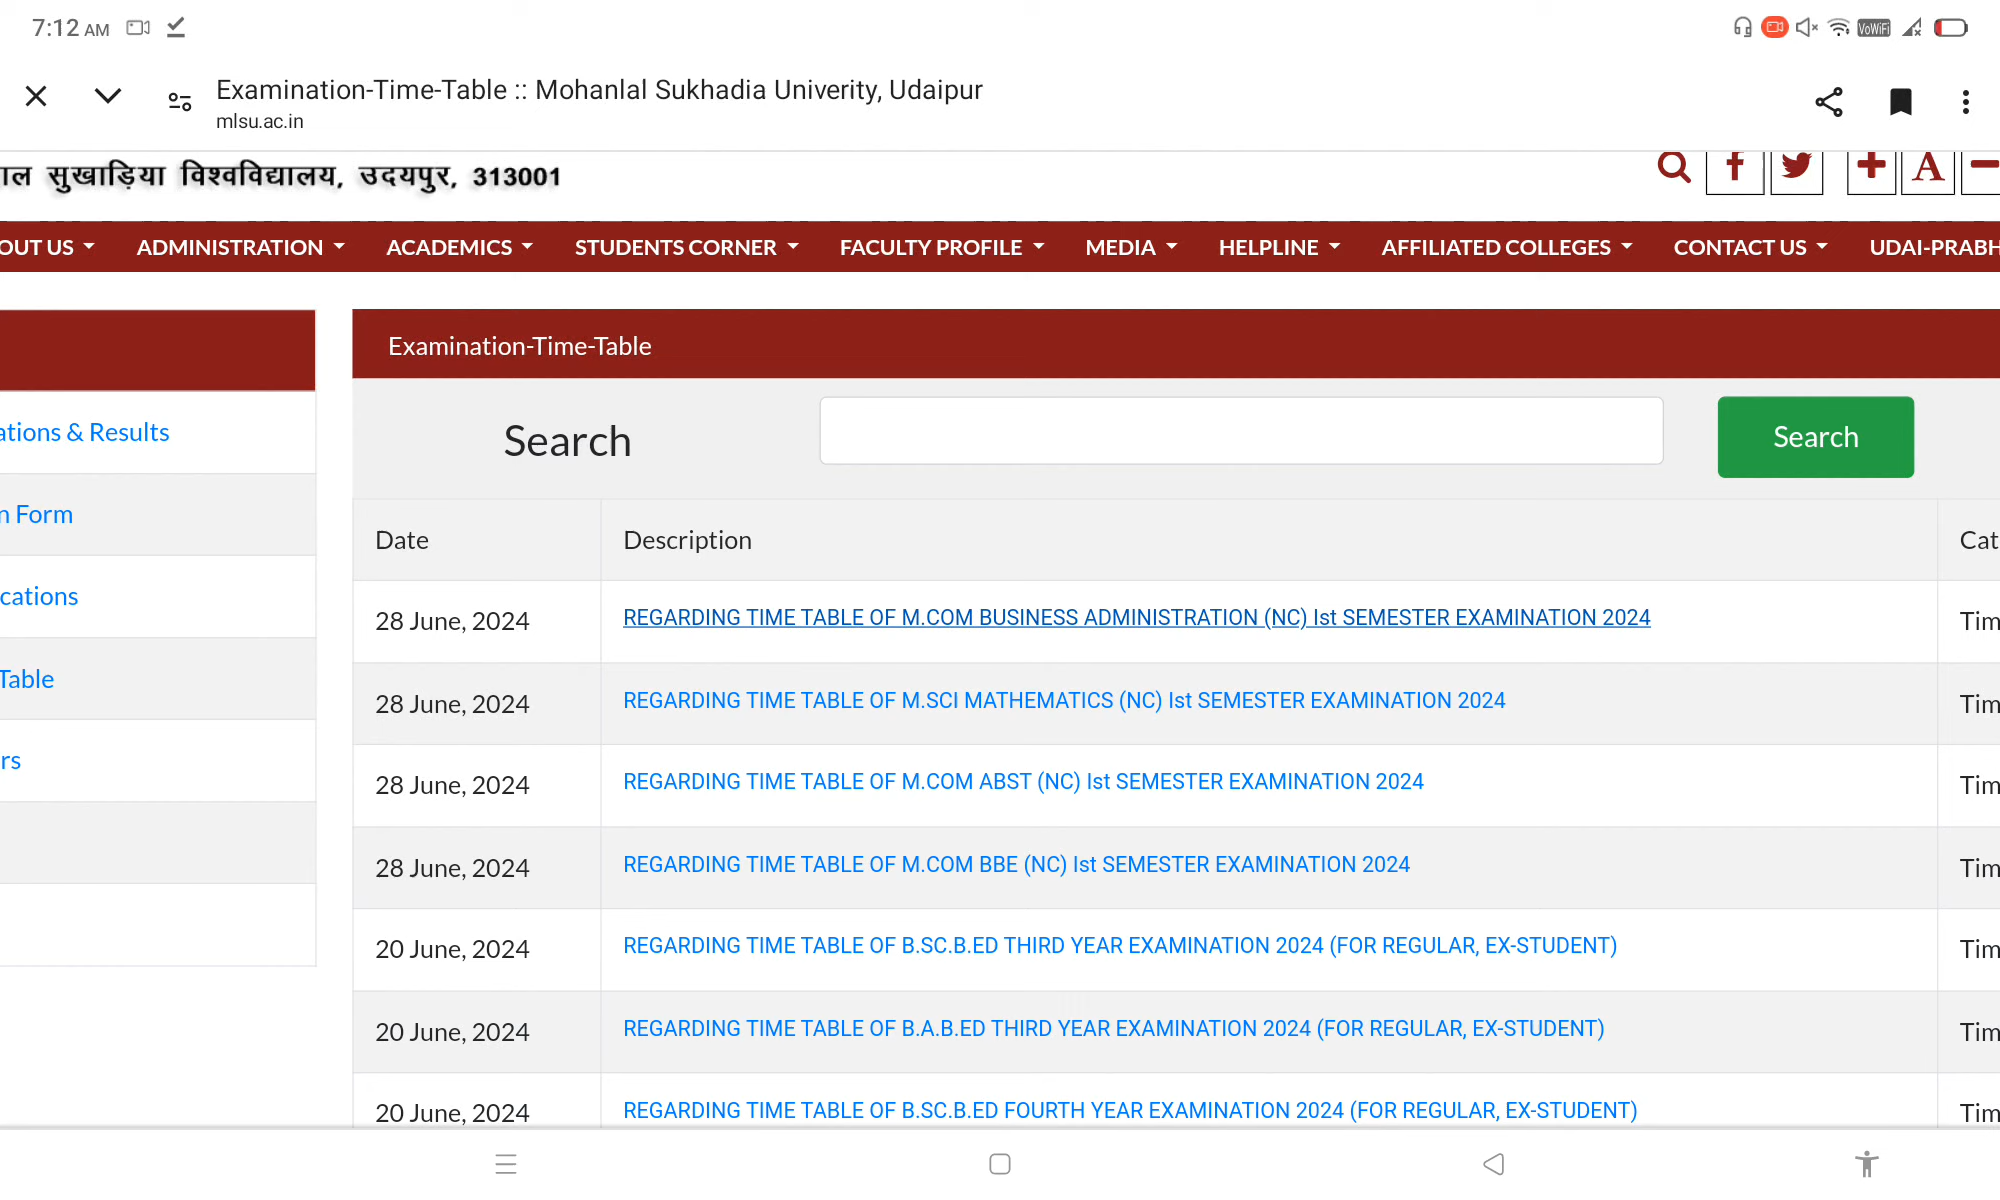 7:12 AM
VoWiFi
Examination-Time-Table :: Mohanlal Sukhadia Univerity, Udaipur
mlsu.ac.in
ाल सुखाड़िया विश्वविद्यालय, उदयपुर, 313001
f + A −
OUT US ADMINISTRATION ACADEMICS STUDENTS CORNER FACULTY PROFILE MEDIA HELPLINE AFFILIATED COLLEGES CONTACT US UDAI-PRABH
ations & Results
n Form
cations
Table
rs
Examination-Time-Table
Search Search
Date Description Cat
28 June, 2024 REGARDING TIME TABLE OF M.COM BUSINESS ADMINISTRATION (NC) Ist SEMESTER EXAMINATION 2024 Tim
28 June, 2024 REGARDING TIME TABLE OF M.SCI MATHEMATICS (NC) Ist SEMESTER EXAMINATION 2024 Tim
28 June, 2024 REGARDING TIME TABLE OF M.COM ABST (NC) Ist SEMESTER EXAMINATION 2024 Tim
28 June, 2024 REGARDING TIME TABLE OF M.COM BBE (NC) Ist SEMESTER EXAMINATION 2024 Tim
20 June, 2024 REGARDING TIME TABLE OF B.SC.B.ED THIRD YEAR EXAMINATION 2024 (FOR REGULAR, EX-STUDENT) Tim
20 June, 2024 REGARDING TIME TABLE OF B.A.B.ED THIRD YEAR EXAMINATION 2024 (FOR REGULAR, EX-STUDENT) Tim
20 June, 2024 REGARDING TIME TABLE OF B.SC.B.ED FOURTH YEAR EXAMINATION 2024 (FOR REGULAR, EX-STUDENT) Tim